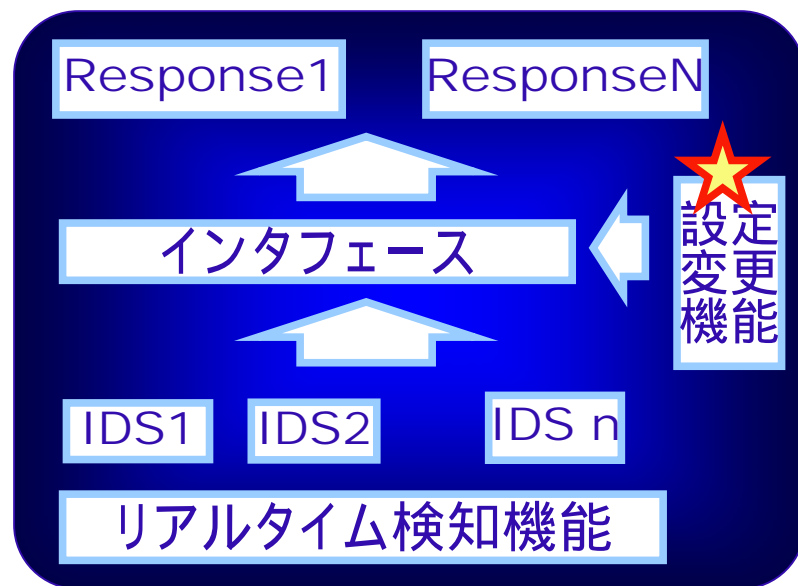 Response1
ResponseN
インタフェース
設定
変更
機能
IDS1
IDS2
IDS n
リアルタイム検知機能